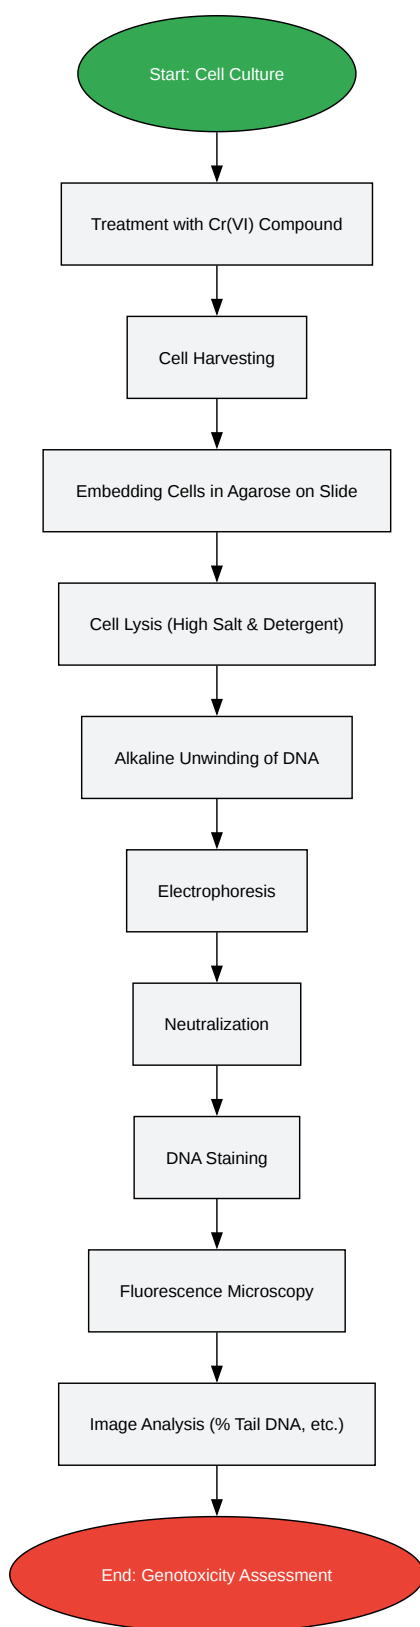 Start: Cell Culture
Treatment with Cr(VI) Compound
Cell Harvesting
Embedding Cells in Agarose on Slide
Cell Lysis (High Salt & Detergent)
Alkaline Unwinding of DNA
Electrophoresis
Neutralization
DNA Staining
Fluorescence Microscopy
Image Analysis (% Tail DNA, etc.)
End: Genotoxicity Assessment